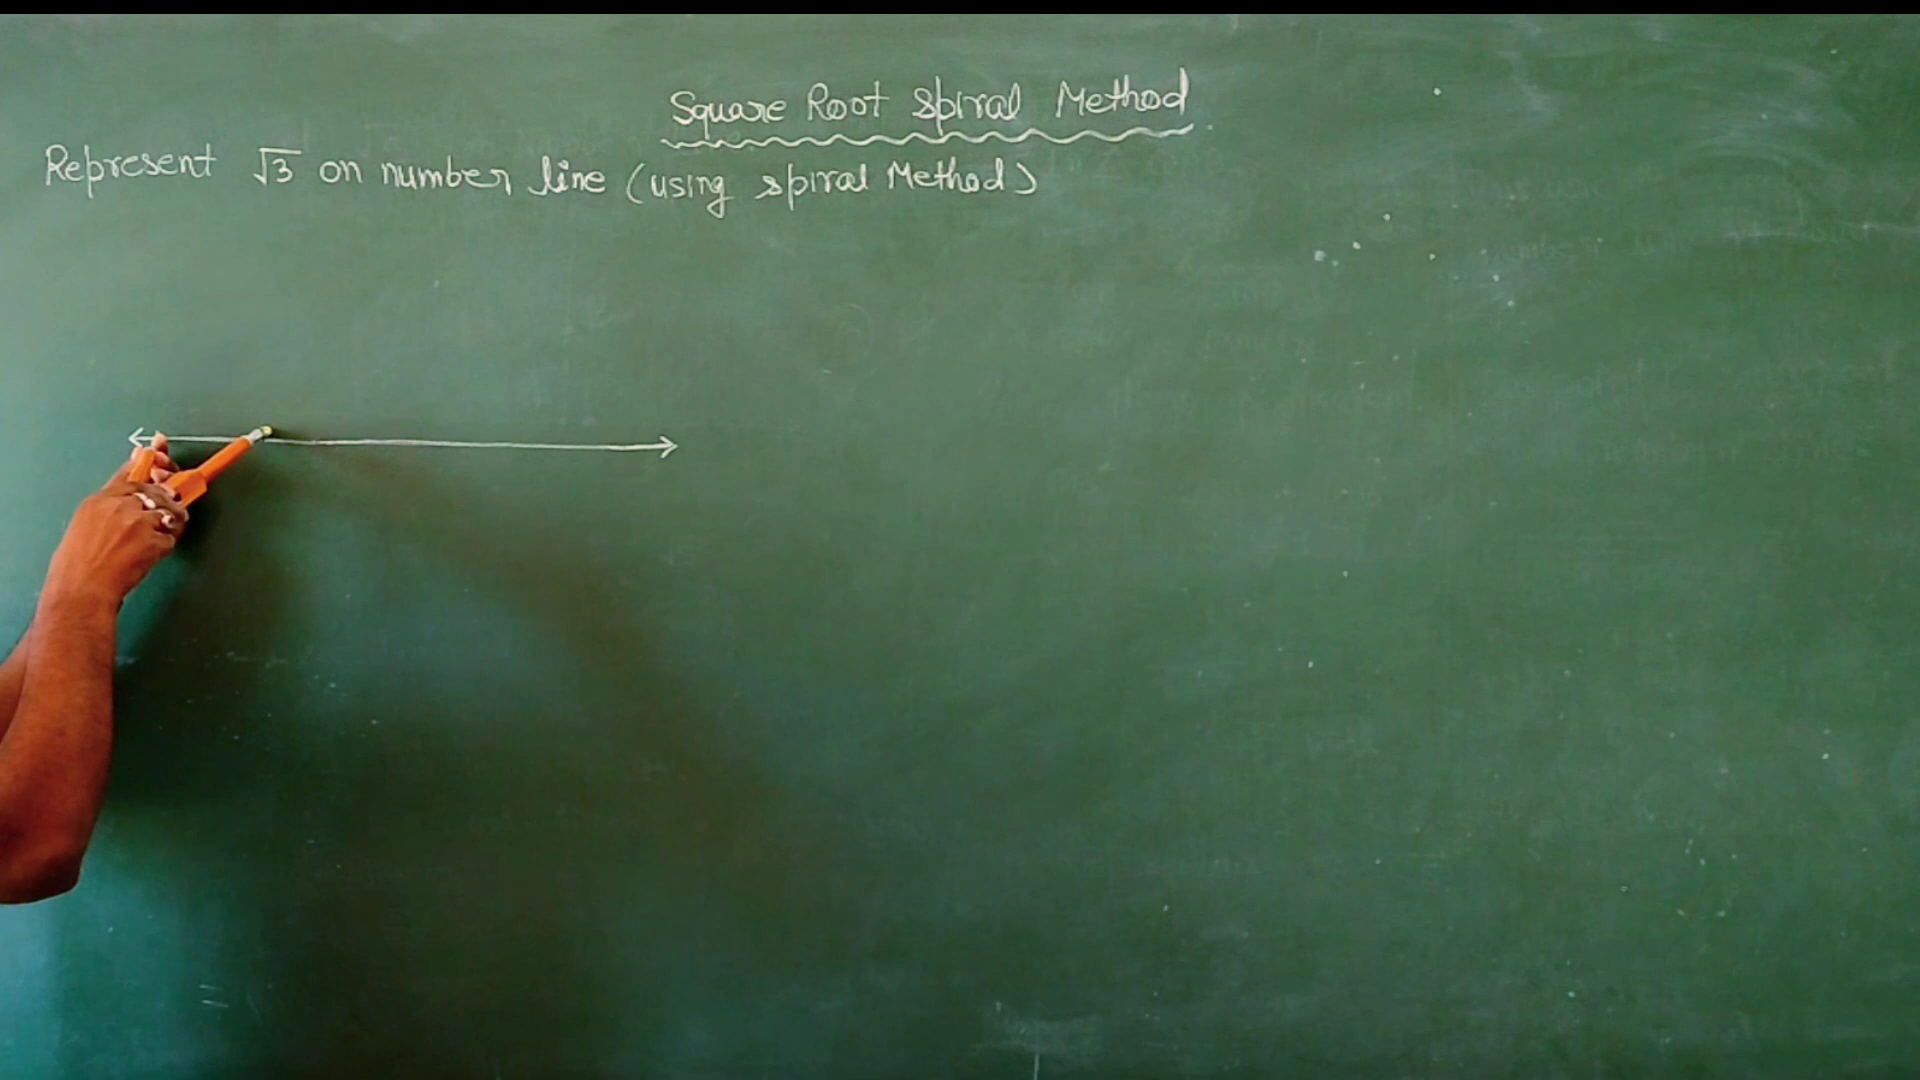 Square Root Spiral Method
Represent √3 on number line (using spiral Method)